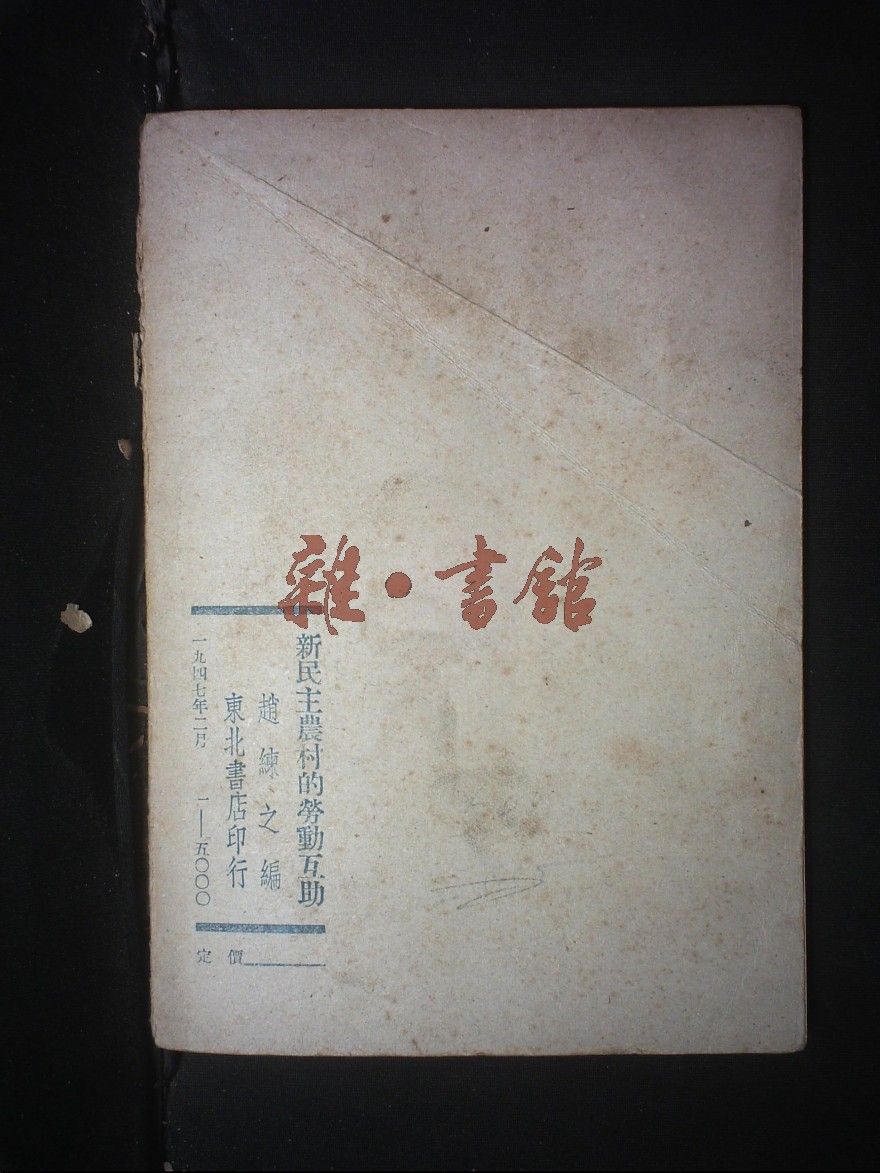 雜·書舘
新民主農村的勞動互助
趙練之編
東北書店印行
一九四七年二月 一——五〇〇〇
定價